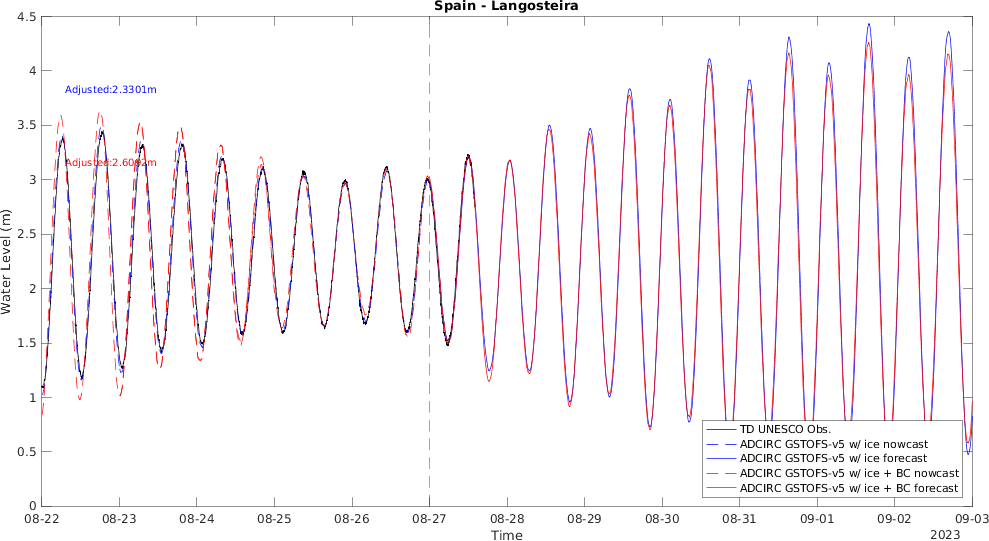 Spain - Langosteira
4.5
4
3.5
3
2.5
2
1.5
1
0.5
0
Water Level (m)
Adjusted:2.3301m
Adjusted:2.6092m
TD UNESCO Obs.
ADCIRC GSTOFS-v5 w/ ice nowcast
ADCIRC GSTOFS-v5 w/ ice forecast
ADCIRC GSTOFS-v5 w/ ice + BC nowcast
ADCIRC GSTOFS-v5 w/ ice + BC forecast
08-22 08-23 08-24 08-25 08-26 08-27 08-28 08-29 08-30 08-31 09-01 09-02 09-03
Time
2023